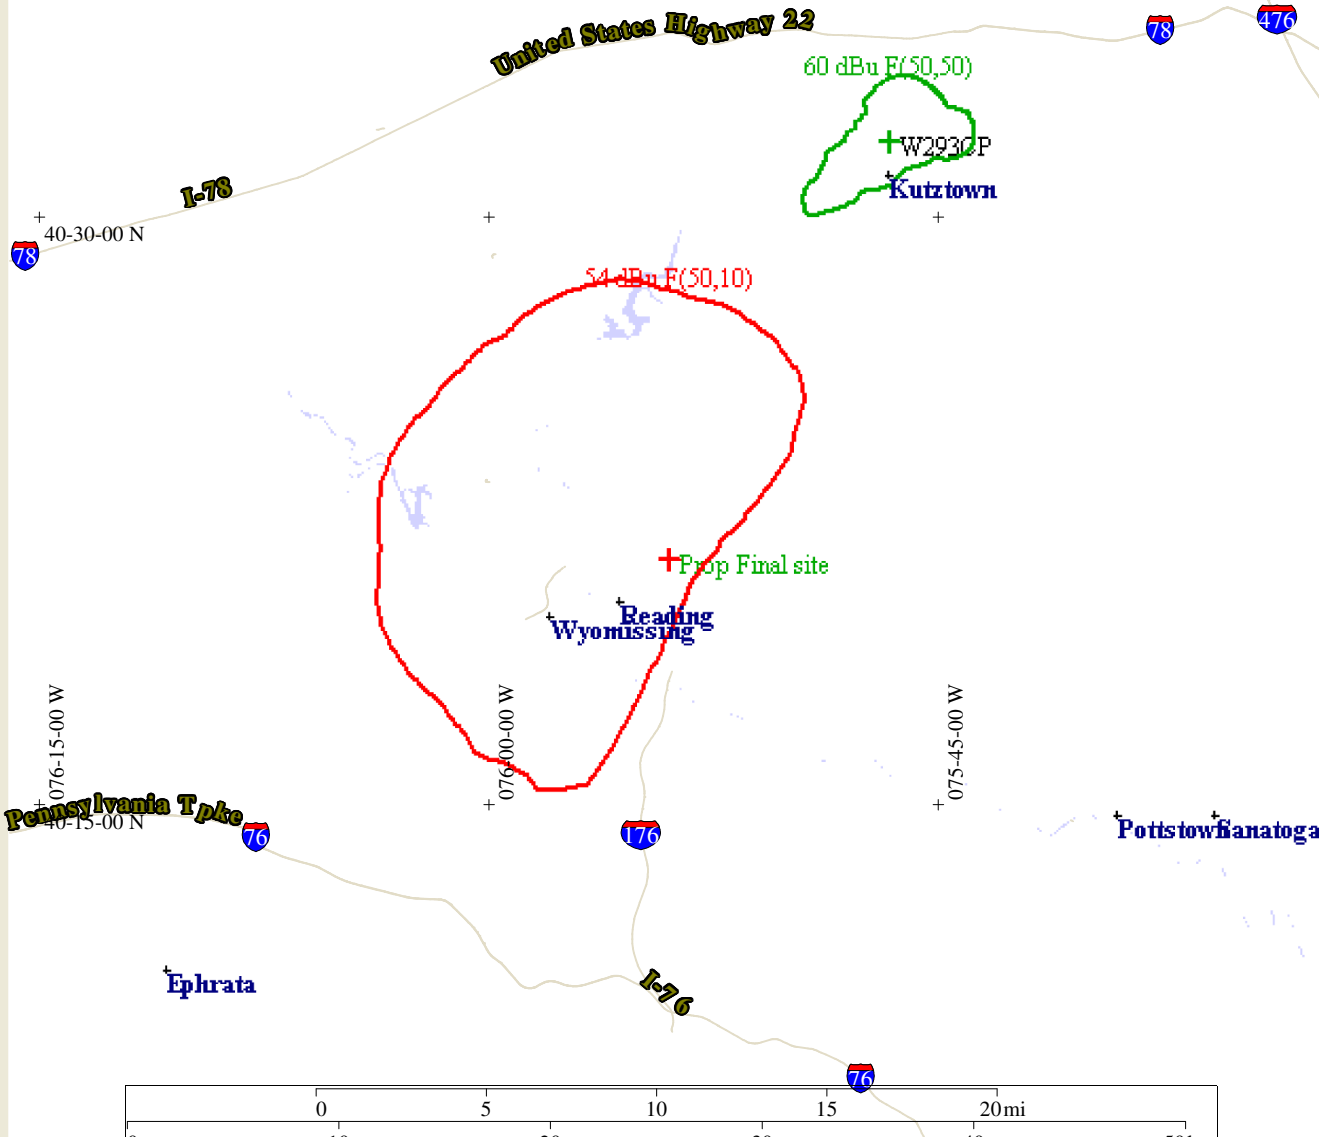 United States Highway 22
78
476
60 dBu F(50,50)
W293CP
Kutztown
I-78
40-30-00 N
78
54 dBu F(50,10)
Prop Final site
Reading
Wyomissing
076-15-00 W
076-00-00 W
075-45-00 W
Pennsylvania Tpke
40-15-00 N
76
176
Pottstown
Sanatoga
Ephrata
I-76
76
0 5 10 15 20mi